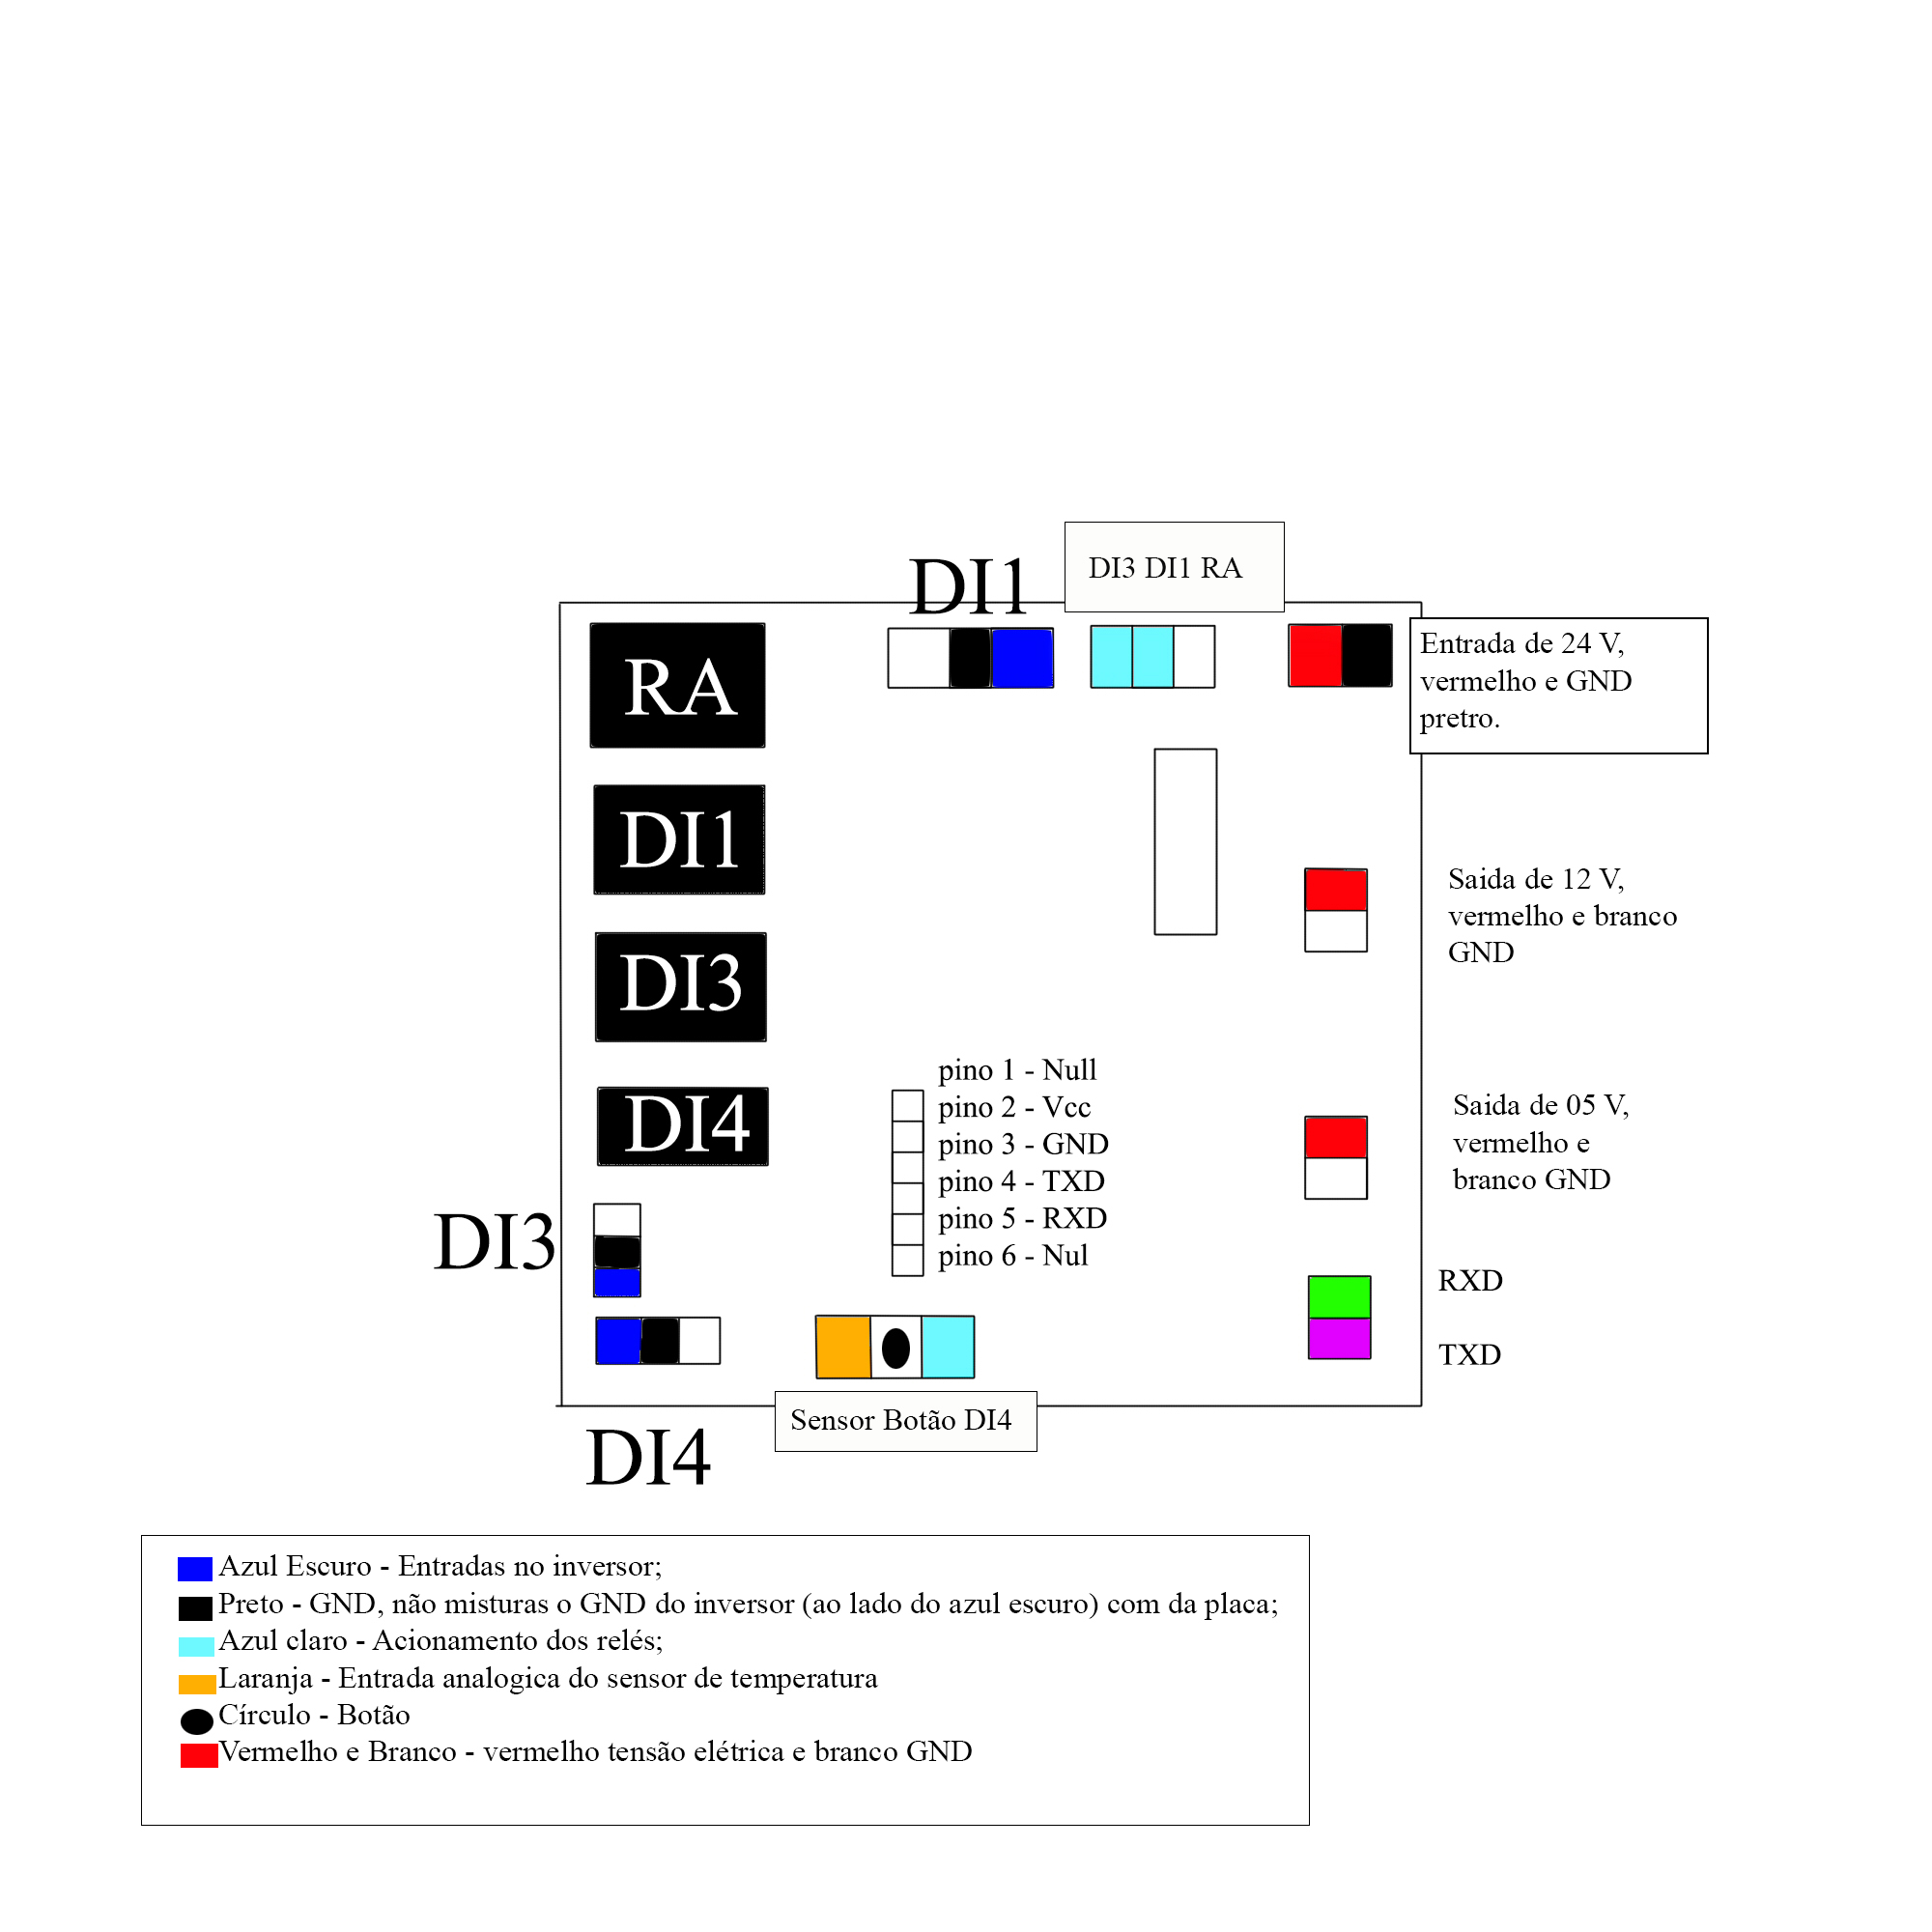 DI1
DI3 DI1 RA
RA
Entrada de 24 V,
vermelho e GND
pretro.
DI1
Saida de 12 V,
vermelho e branco
GND
DI3
pino 1 - Null
pino 2 - Vcc
pino 3 - GND
pino 4 - TXD
pino 5 - RXD
pino 6 - Nul
DI4
Saida de 05 V,
vermelho e
branco GND
DI3
RXD
TXD
Sensor Botão DI4
DI4
Azul Escuro - Entradas no inversor;
Preto - GND, não misturas o GND do inversor (ao lado do azul escuro) com da placa;
Azul claro - Acionamento dos relés;
Laranja - Entrada analogica do sensor de temperatura
Círculo - Botão
Vermelho e Branco - vermelho tensão elétrica e branco GND